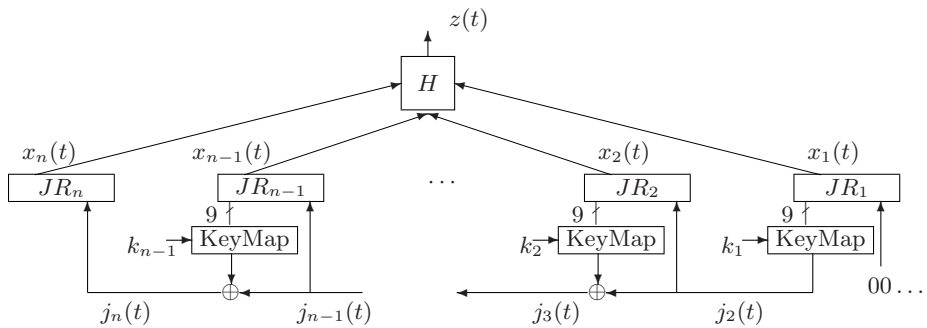 z(t)
H
x_n(t) x_{n−1}(t) x_2(t) x_1(t)
JR_n JR_{n−1} ... JR_2 JR_1
9 9 9
k_{n−1} KeyMap k_2 KeyMap k_1 KeyMap
⊕ ⊕ 00...
j_n(t) j_{n−1}(t) j_3(t) j_2(t)